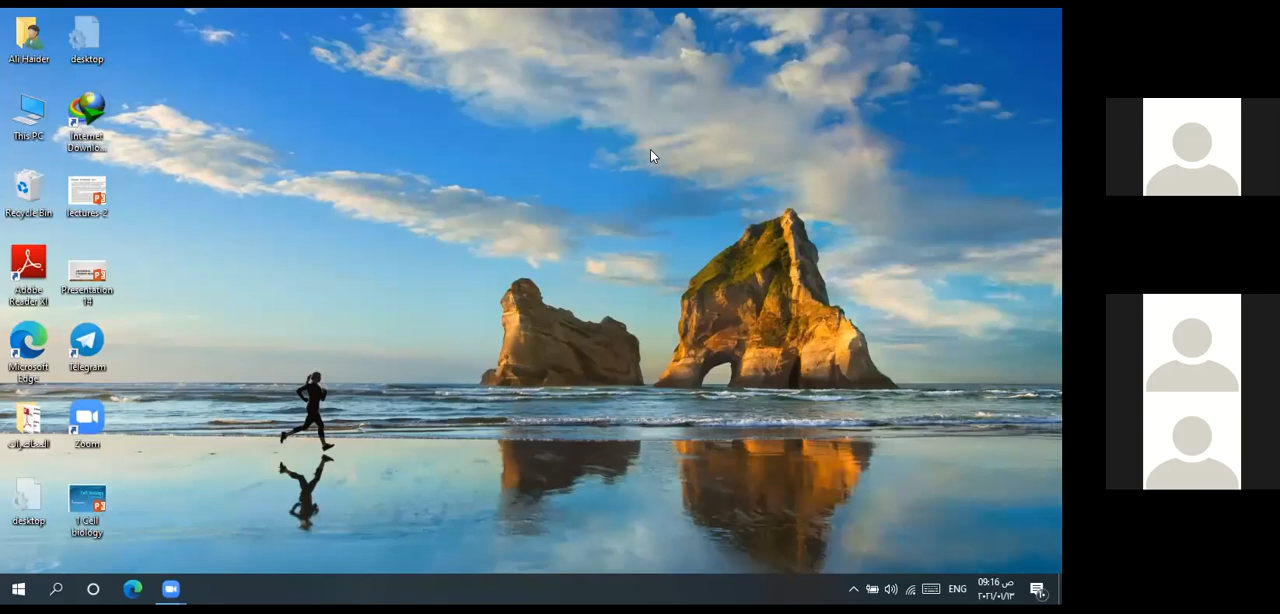 Ali Haider
desktop
This PC
Internet
Downlo...
Recycle Bin
lectures-2
Adobe
Reader XI
Presentation
14
Microsoft
Edge
Telegram
المحاضرات
Zoom
desktop
1 Cell
biology
ENG
09:16 ص
٢٠٢١/٠١/١٣